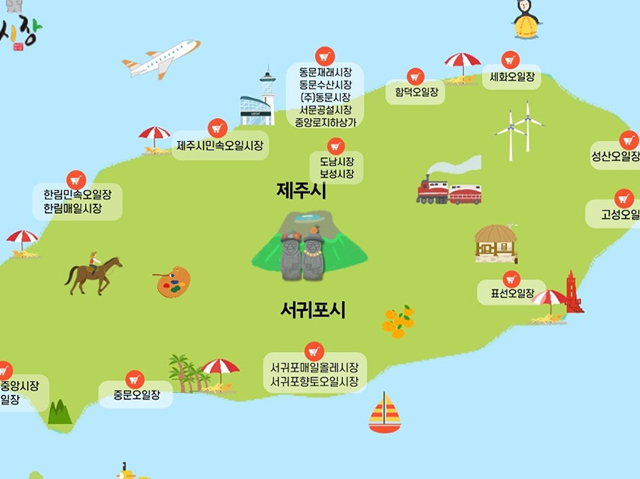 시장
동문재래시장
동문수산시장
(주)동문시장
서문공설시장
중앙로지하상가
함덕오일장
세화오일장
제주시민속오일시장
도남시장
보성시장
성산오일장
한림민속오일장
한림매일시장
제주시
고성오일
표선오일장
서귀포시
서귀포매일올레시장
서귀포향토오일시장
중앙시장
일장
중문오일장